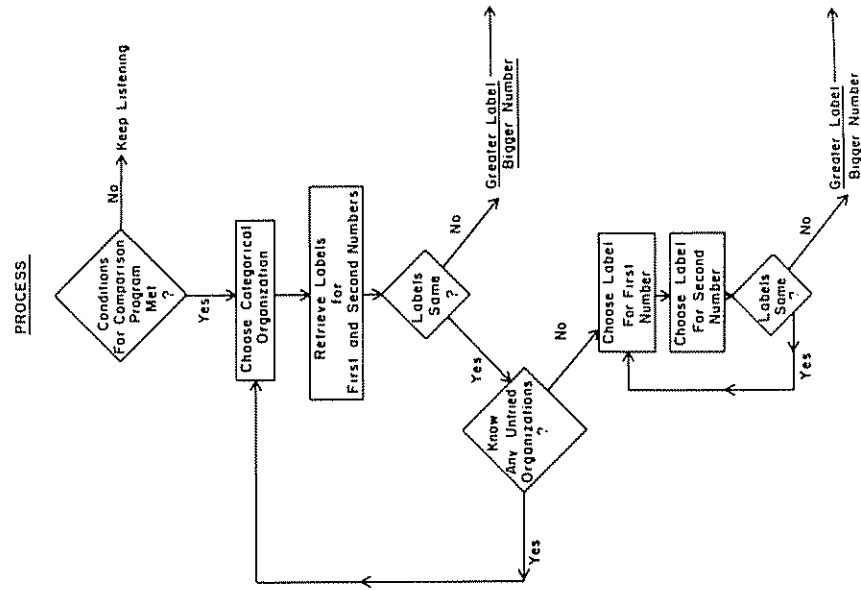 PROCESS
Conditions
For Comparison
Program
Met
?
No
Keep Listening
Yes
Choose Categorical
Organization
Retrieve Labels
for
First and Second Numbers
Labels
Same
?
No
Greater Label
Bigger Number
Yes
Know
Any Untried
Organizations
?
Yes
No
Choose Label
For First
Number
Choose Label
For Second
Number
Labels
Same
?
Yes
No
Greater Label
Bigger Number